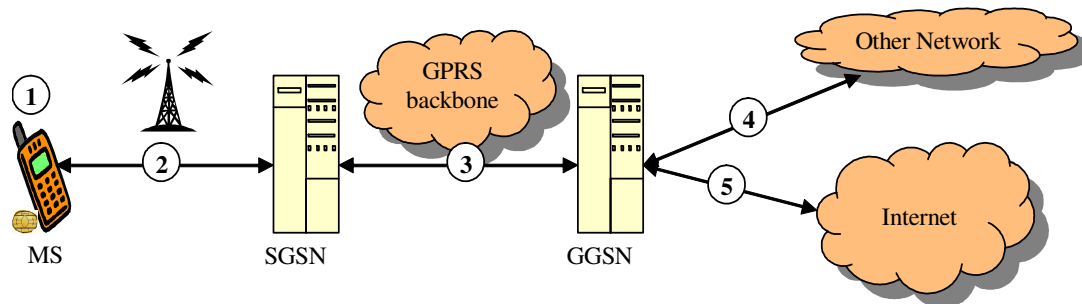 1
GPRS
backbone
Other Network
2
3
4
5
Internet
MS
SGSN
GGSN